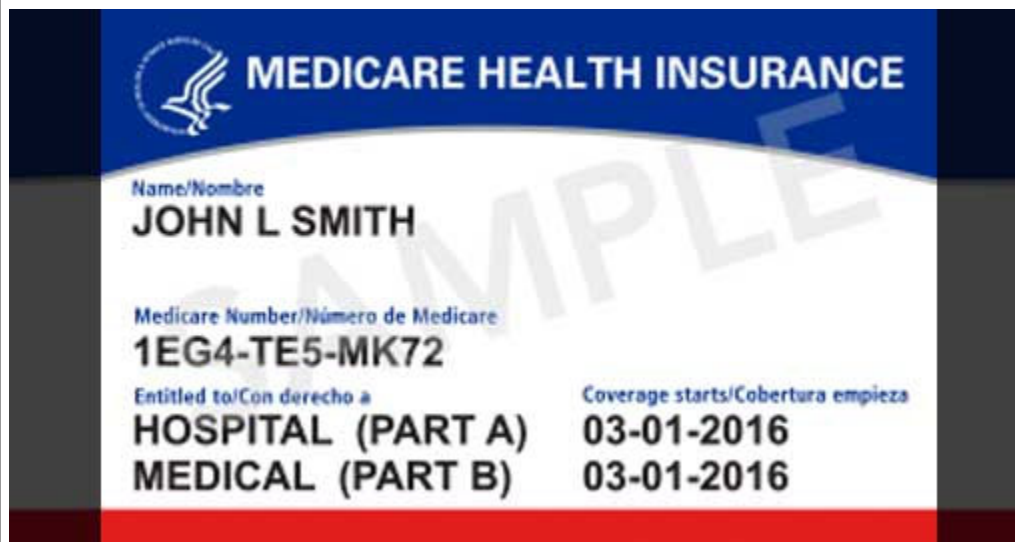 MEDICARE HEALTH INSURANCE
Name/Nombre
JOHN L SMITH
Medicare Number/Número de Medicare
1EG4-TE5-MK72
Entitled to/Con derecho a
Coverage starts/Cobertura empieza
HOSPITAL (PART A) 03-01-2016
MEDICAL (PART B) 03-01-2016
SAMPLE